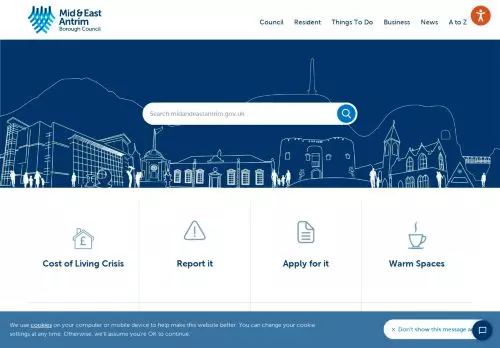 Mid & East
Antrim
Borough Council
Council Resident Things To Do Business News A to Z
Search midandeastantrim.gov.uk
Cost of Living Crisis Report it Apply for it Warm Spaces
We use cookies on your computer or mobile device to help make this website better. You can change your cookie
settings at any time. Otherwise, we'll assume you're OK to continue.
× Don't show this message